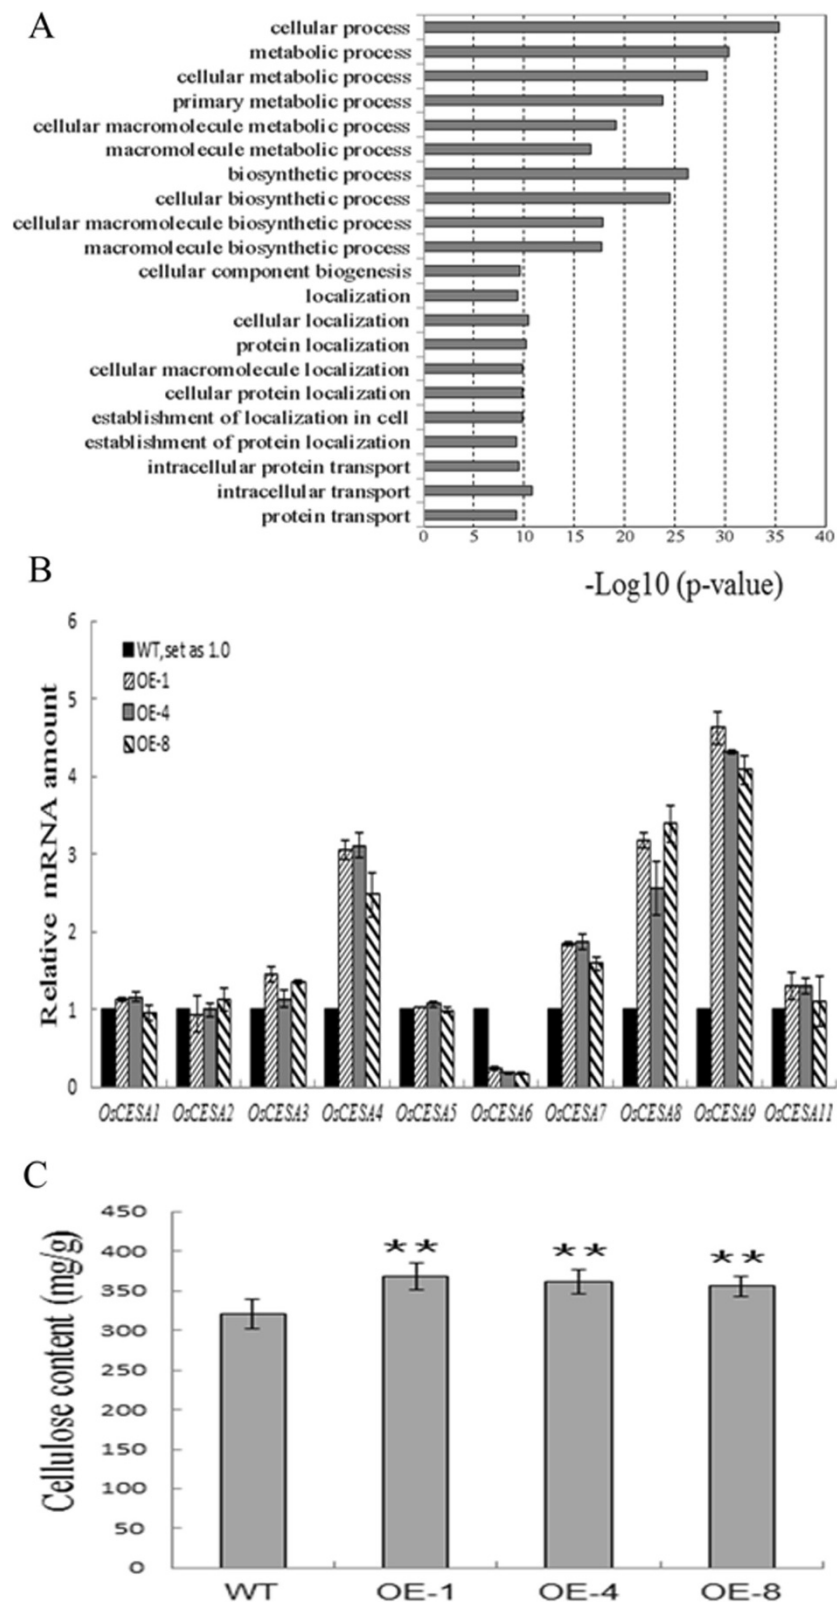 A
cellular process
metabolic process
cellular metabolic process
primary metabolic process
cellular macromolecule metabolic process
macromolecule metabolic process
biosynthetic process
cellular biosynthetic process
cellular macromolecule biosynthetic process
macromolecule biosynthetic process
cellular component biogenesis
localization
cellular localization
protein localization
cellular macromolecule localization
cellular protein localization
establishment of localization in cell
establishment of protein localization
intracellular protein transport
intracellular transport
protein transport
0 5 10 15 20 25 30 35 40
-Log10 (p-value)
B
Relative mRNA amount
6
5
4
3
2
1
0
WT,set as 1.0
OE-1
OE-4
OE-8
OsCESA1 OsCESA2 OsCESA3 OsCESA4 OsCESA5 OsCESA6 OsCESA7 OsCESA8 OsCESA9 OsCESA11
C
Cellulose content (mg/g)
450
400
350
300
250
200
150
100
50
0
** ** **
WT OE-1 OE-4 OE-8